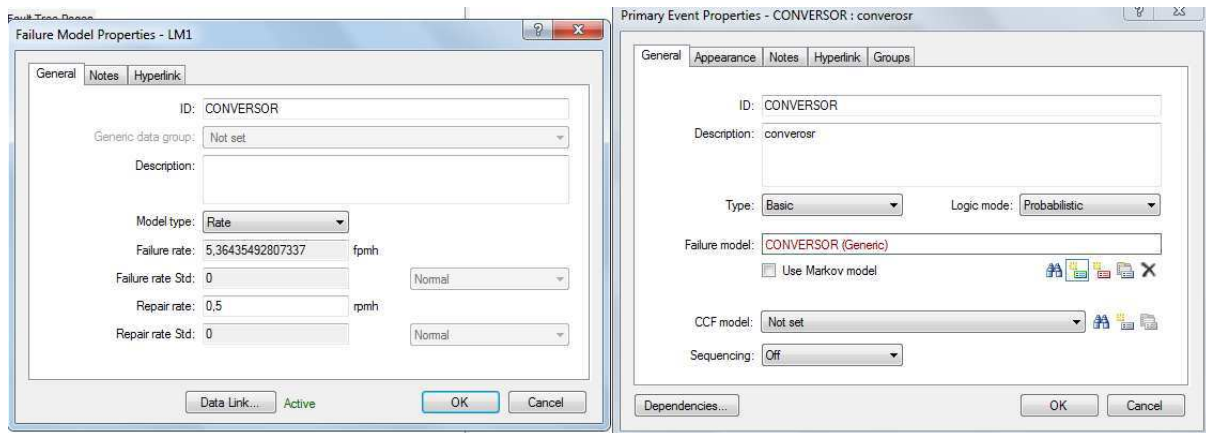 Fault Tree Pages
Failure Model Properties - LM1
General Notes Hyperlink
ID: CONVERSOR
Generic data group: Not set
Description:
Model type: Rate
Failure rate: 5,36435492807337 fpmh
Failure rate Std: 0 Normal
Repair rate: 0,5 rpmh
Repair rate Std: 0 Normal
Data Link... Active OK Cancel
Primary Event Properties - CONVERSOR : converosr
General Appearance Notes Hyperlink Groups
ID: CONVERSOR
Description: converosr
Type: Basic Logic mode: Probabilistic
Failure model: CONVERSOR (Generic)
Use Markov model
CCF model: Not set
Sequencing: Off
Dependencies... OK Cancel